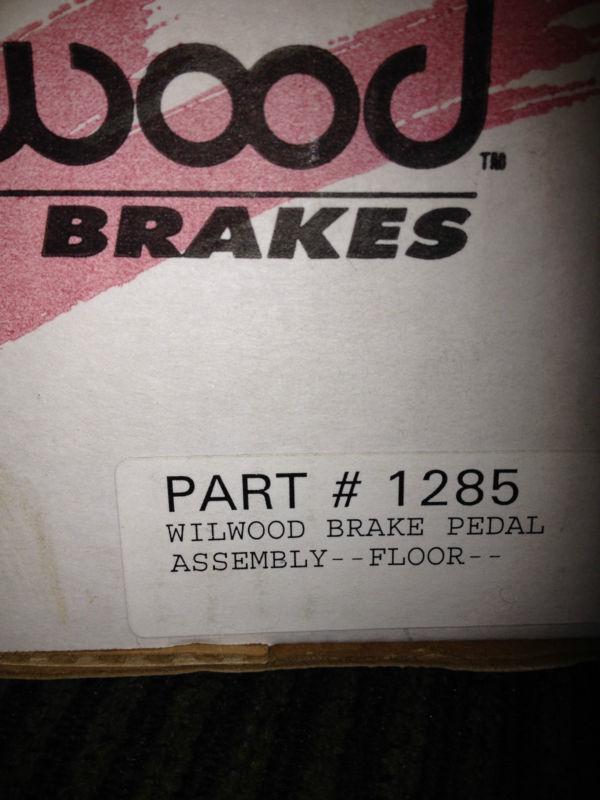 wood
TM
BRAKES
PART # 1285
WILWOOD BRAKE PEDAL
ASSEMBLY--FLOOR--